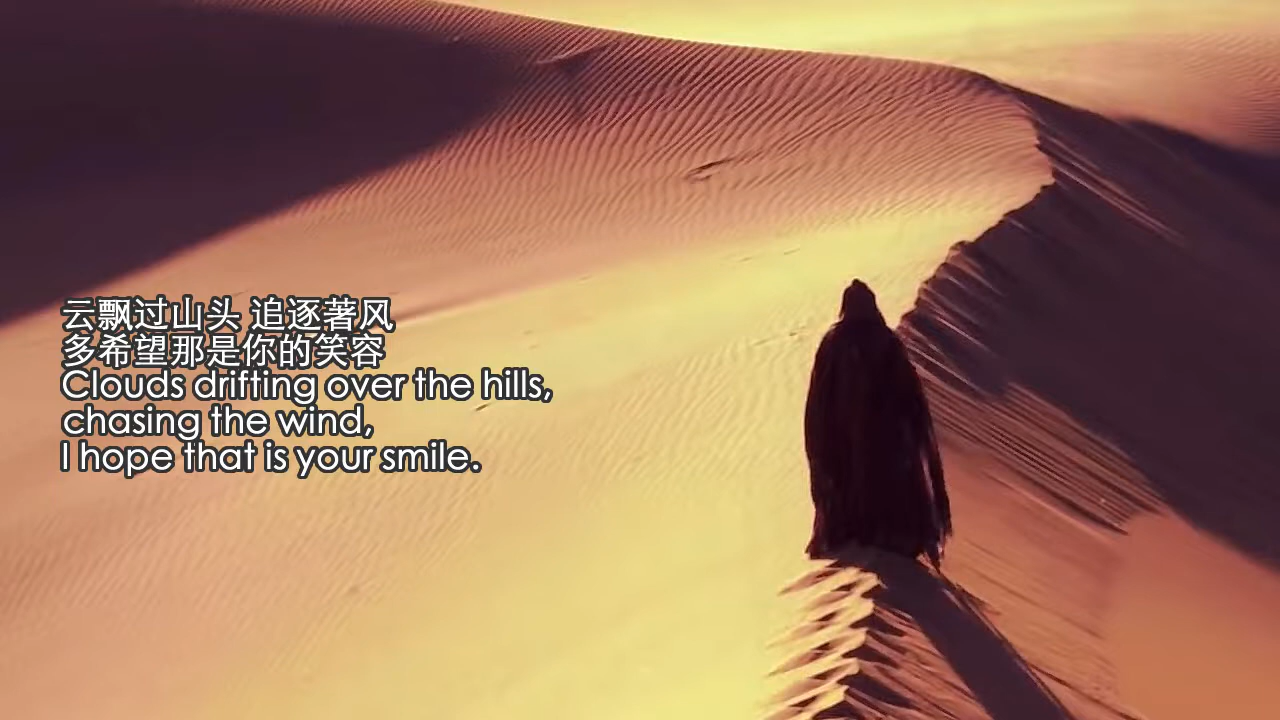 云飘过山头 追逐著风
多希望那是你的笑容
Clouds drifting over the hills,
chasing the wind,
I hope that is your smile.